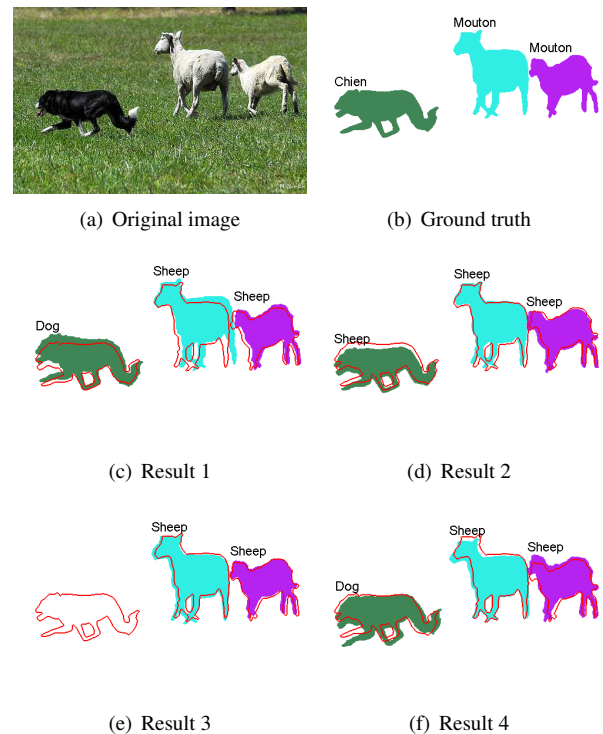 Mouton
Mouton
Chien
(a) Original image
(b) Ground truth
Sheep
Sheep
Dog
Sheep
Sheep
Sheep
(c) Result 1
(d) Result 2
Sheep
Sheep
Sheep
Sheep
Dog
(e) Result 3
(f) Result 4